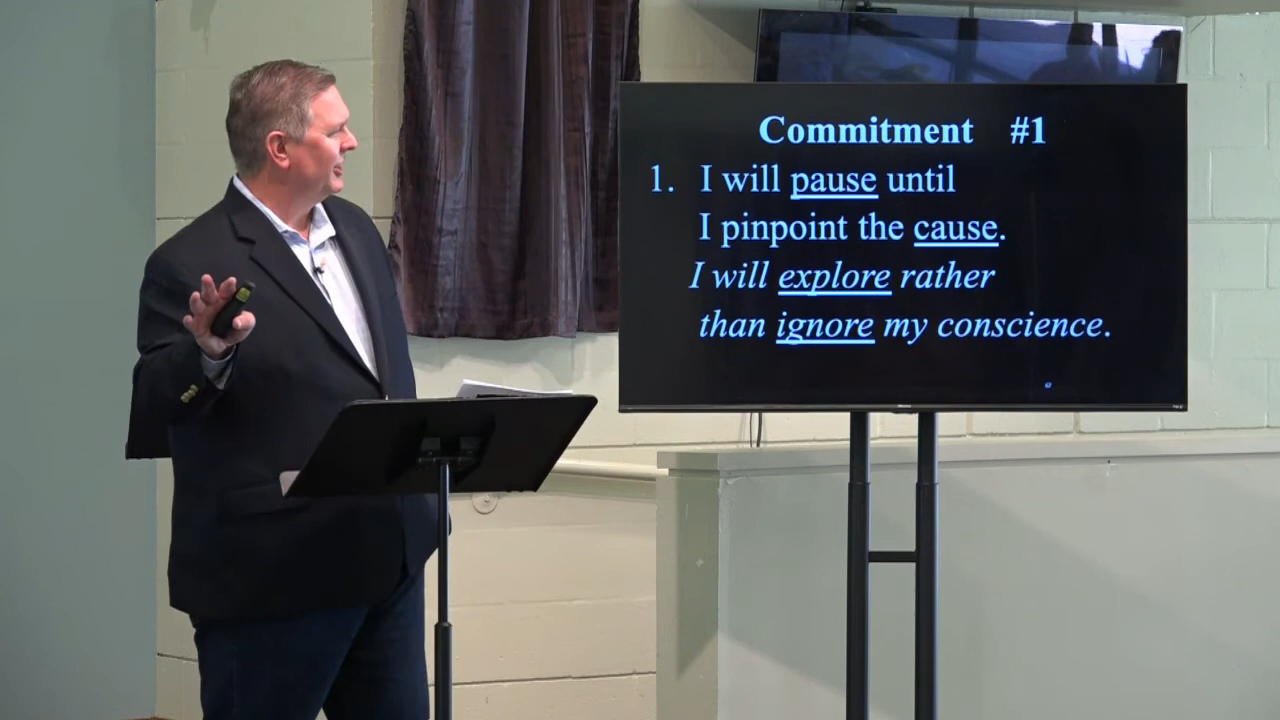 Commitment #1
1. I will pause until
I pinpoint the cause.
I will explore rather
than ignore my conscience.